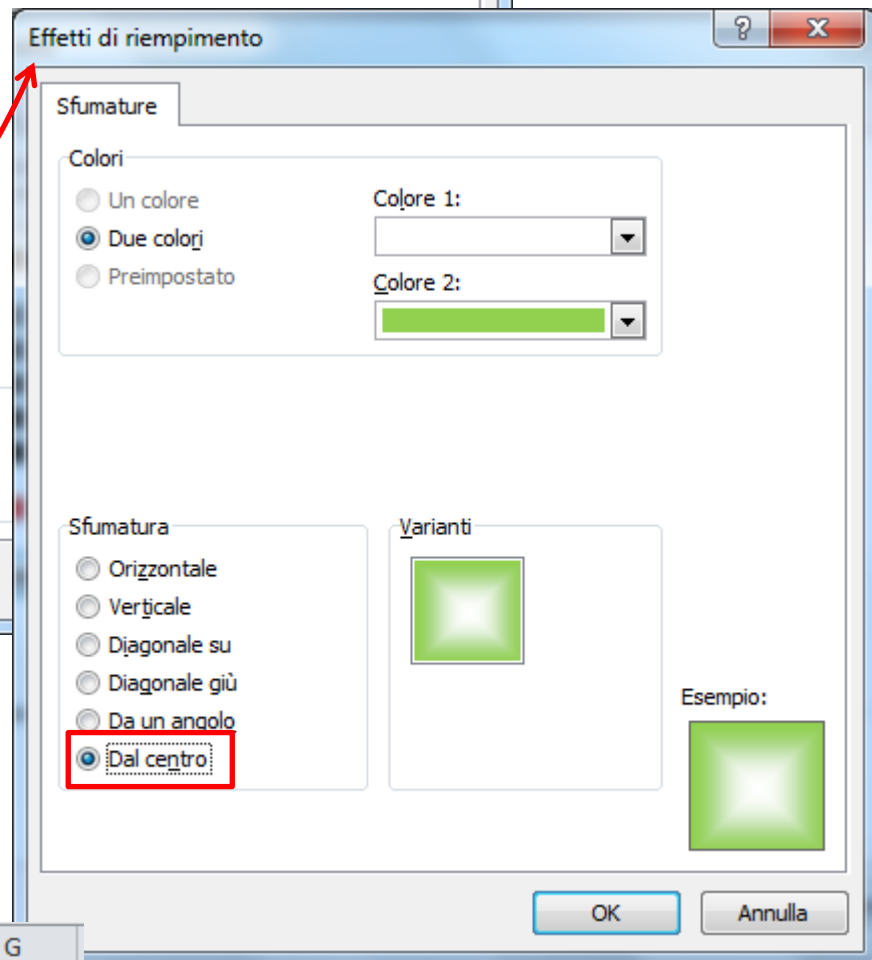 Effetti di riempimento
?
Sfumature
Colori
Un colore
Due colori
Preimpostato
Colore 1:
Colore 2:
Sfumatura
Orizzontale
Verticale
Diagonale su
Diagonale giù
Da un angolo
Dal centro
Varianti
Esempio:
OK
Annulla
G